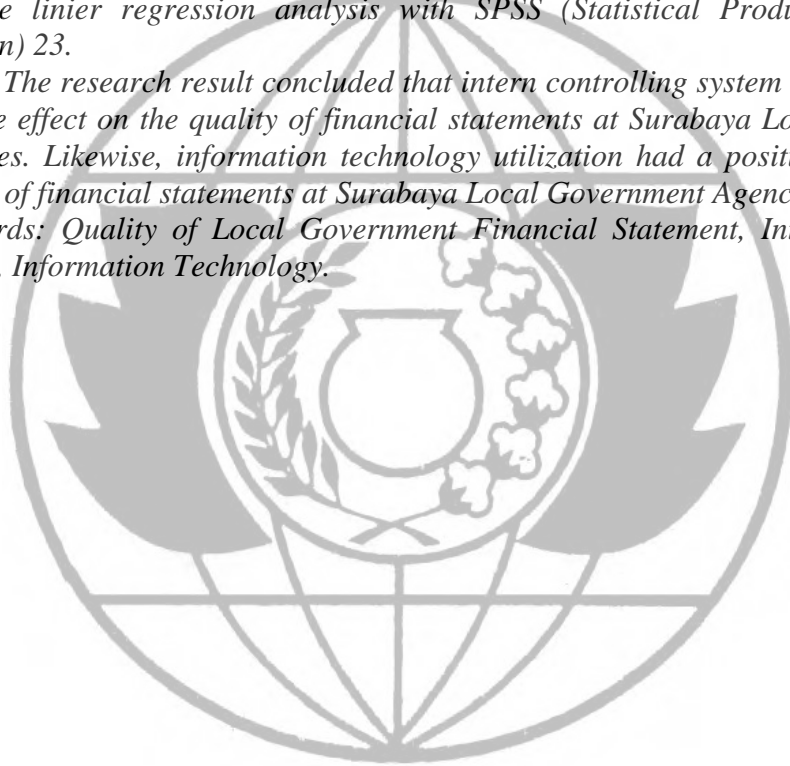 e linier regression analysis with SPSS (Statistical Produ
n) 23.
The research result concluded that intern controlling system
e effect on the quality of financial statements at Surabaya Lo
es. Likewise, information technology utilization had a positi
of financial statements at Surabaya Local Government Agenc
rds: Quality of Local Government Financial Statement, In
, Information Technology.